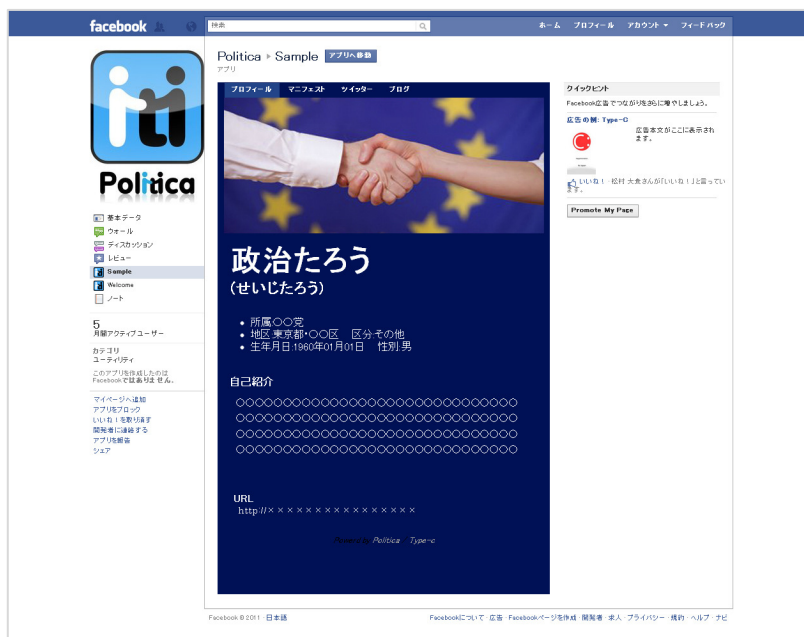 facebook
検索
ホーム プロフィール アカウント フィードバック
Politica ▸ Sample アプリへ移動
アプリ
Politica
基本データ
ウォール
ディスカッション
レビュー
Sample
Welcome
ノート
5
月間アクティブユーザー
カテゴリ
ユーティリティ
このアプリを作成したのは
Facebookではありません。
マイページへ追加
アプリをブロック
いいね!を取り消す
開発者に連絡する
アプリを報告
シェア
プロフィール マニフェスト ツイッター ブログ
政治たろう
(せいじたろう)
• 所属:〇〇党
• 地区:東京都・〇〇区 区分:その他
• 生年月日:1960年01月01日 性別:男
自己紹介
〇〇〇〇〇〇〇〇〇〇〇〇〇〇〇〇〇〇〇〇〇〇〇〇
〇〇〇〇〇〇〇〇〇〇〇〇〇〇〇〇〇〇〇〇〇〇〇〇
〇〇〇〇〇〇〇〇〇〇〇〇〇〇〇〇〇〇〇〇〇〇〇〇
〇〇〇〇〇〇〇〇〇〇〇〇〇〇〇〇〇〇〇〇〇〇〇〇
URL
http://××××××××××××××××
Powered by Politica Type-c
クイックヒント
Facebook広告でつながりをさらに増やしましょう。
広告の例: Type-C
広告本文がここに表示され
ます。
いいね! · 松村 大貴さんが「いいね!」と言ってい
ます。
Promote My Page
Facebook © 2011 · 日本語
Facebookについて · 広告 · Facebookページを作成 · 開発者 · 求人 · プライバシー · 規約 · ヘルプ · ナビ